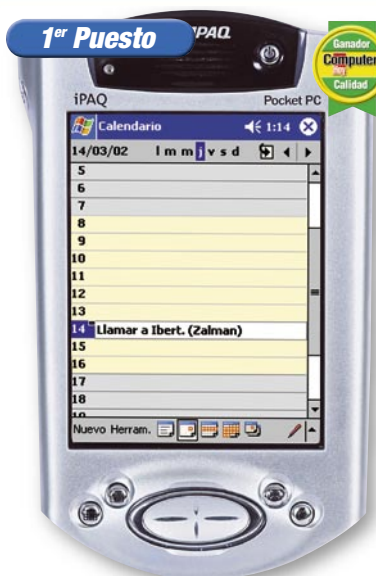 1er Puesto
iPAQ
Ganador
Computer
Calidad
iPAQ
Pocket PC
Calendario
1:14
14/03/02
l m m j v s d
5
6
7
8
9
10
11
12
13
14 Llamar a Ibert. (Zalman)
15
16
17
18
19
Nuevo Herram.